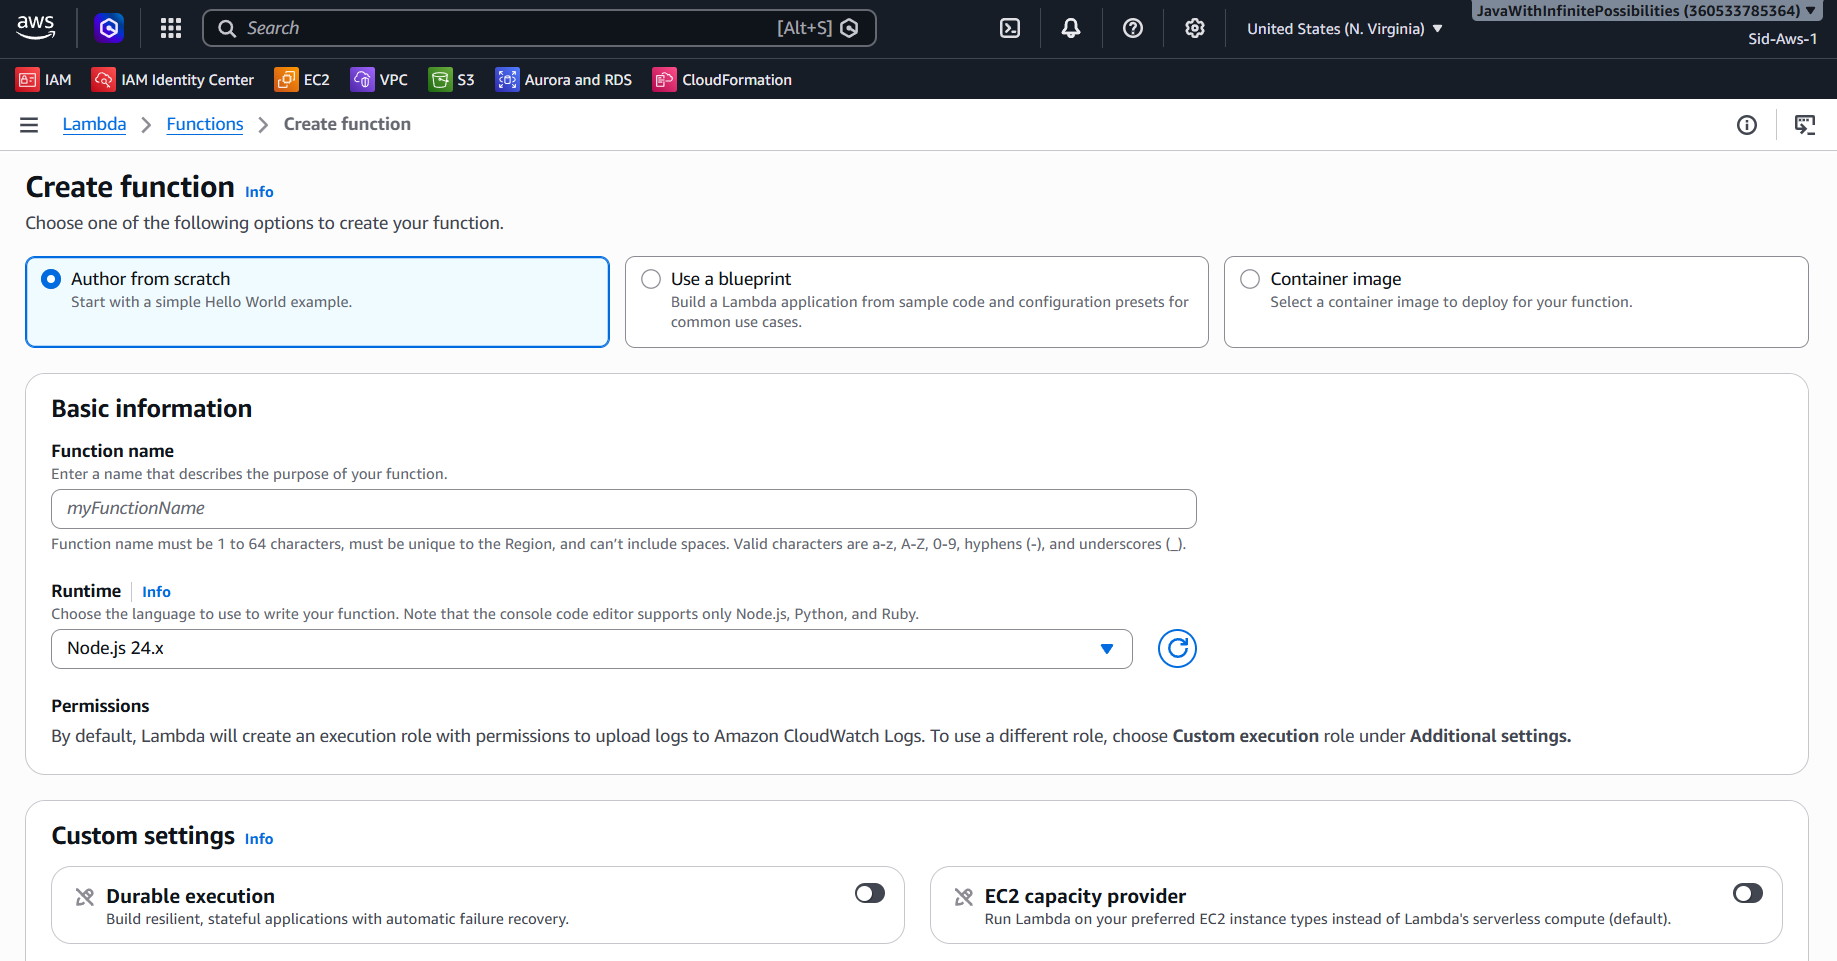 aws
Search [Alt+S]
United States (N. Virginia)
JavaWithInfinitePossibilities (360533785364)
Sid-Aws-1
IAM IAM Identity Center EC2 VPC S3 Aurora and RDS CloudFormation
Lambda Functions Create function
Create function Info
Choose one of the following options to create your function.
Author from scratch
Start with a simple Hello World example.
Use a blueprint
Build a Lambda application from sample code and configuration presets for
common use cases.
Container image
Select a container image to deploy for your function.
Basic information
Function name
Enter a name that describes the purpose of your function.
myFunctionName
Function name must be 1 to 64 characters, must be unique to the Region, and can't include spaces. Valid characters are a-z, A-Z, 0-9, hyphens (-), and underscores (_).
Runtime Info
Choose the language to use to write your function. Note that the console code editor supports only Node.js, Python, and Ruby.
Node.js 24.x
Permissions
By default, Lambda will create an execution role with permissions to upload logs to Amazon CloudWatch Logs. To use a different role, choose Custom execution role under Additional settings.
Custom settings Info
Durable execution
Build resilient, stateful applications with automatic failure recovery.
EC2 capacity provider
Run Lambda on your preferred EC2 instance types instead of Lambda's serverless compute (default).